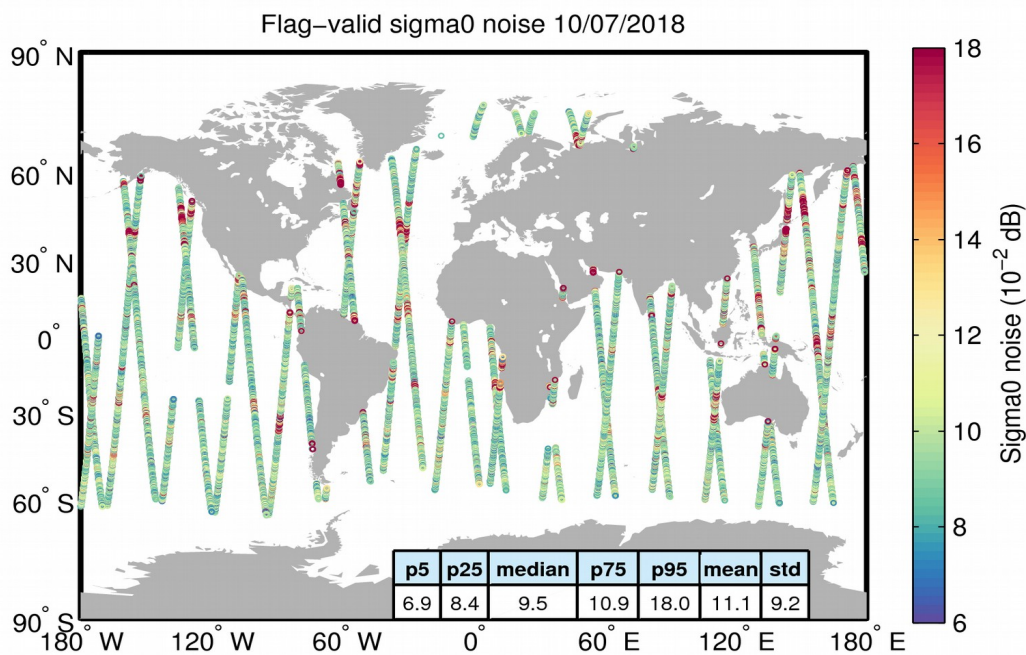 Flag−valid sigma0 noise 10/07/2018
90° N
60° N
30° N
0°
30° S
60° S
90° S
180° W
120° W
60° W
0°
60° E
120° E
180° E
p5 p25 median p75 p95 mean std
6.9 8.4 9.5 10.9 18.0 11.1 9.2
18
16
14
12
10
8
6
Sigma0 noise (10⁻² dB)